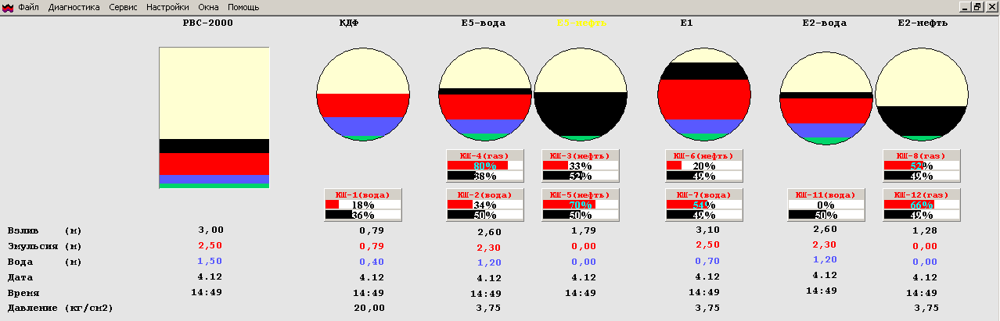 Файл Диагностика Сервис Настройки Окна Помощь
РВС-2000 КДФ Е5-вода Е5-нефть Е1 Е2-вода Е2-нефть
КШ-4(газ) КШ-3(нефть) КШ-6(нефть) КШ-8(газ)
80% 33% 20% 52%
38% 52% 49% 49%
КШ-1(вода) КШ-2(вода) КШ-5(нефть) КШ-7(вода) КШ-11(вода) КШ-12(газ)
18% 34% 70% 54% 0% 66%
36% 50% 50% 49% 50% 49%
Взлив (м) 3,00 0,79 2,60 1,79 3,10 2,60 1,28
Эмульсия (м) 2,50 0,79 2,30 0,00 2,50 2,30 0,00
Вода (м) 1,50 0,40 1,20 0,00 0,70 1,20 0,00
Дата 4.12 4.12 4.12 4.12 4.12 4.12 4.12
Время 14:49 14:49 14:49 14:49 14:49 14:49 14:49
Давление (кг/см2) 20,00 3,75 3,75 3,75